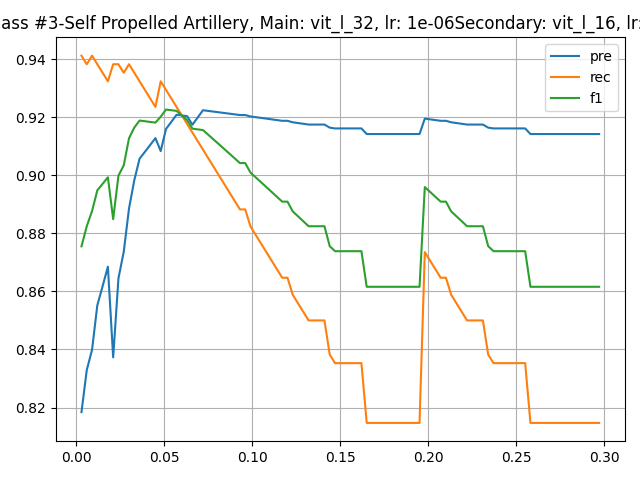 ass #3-Self Propelled Artillery, Main: vit_l_32, lr: 1e-06Secondary: vit_l_16, lr:
pre
rec
f1
0.94
0.92
0.90
0.88
0.86
0.84
0.82
0.00 0.05 0.10 0.15 0.20 0.25 0.30